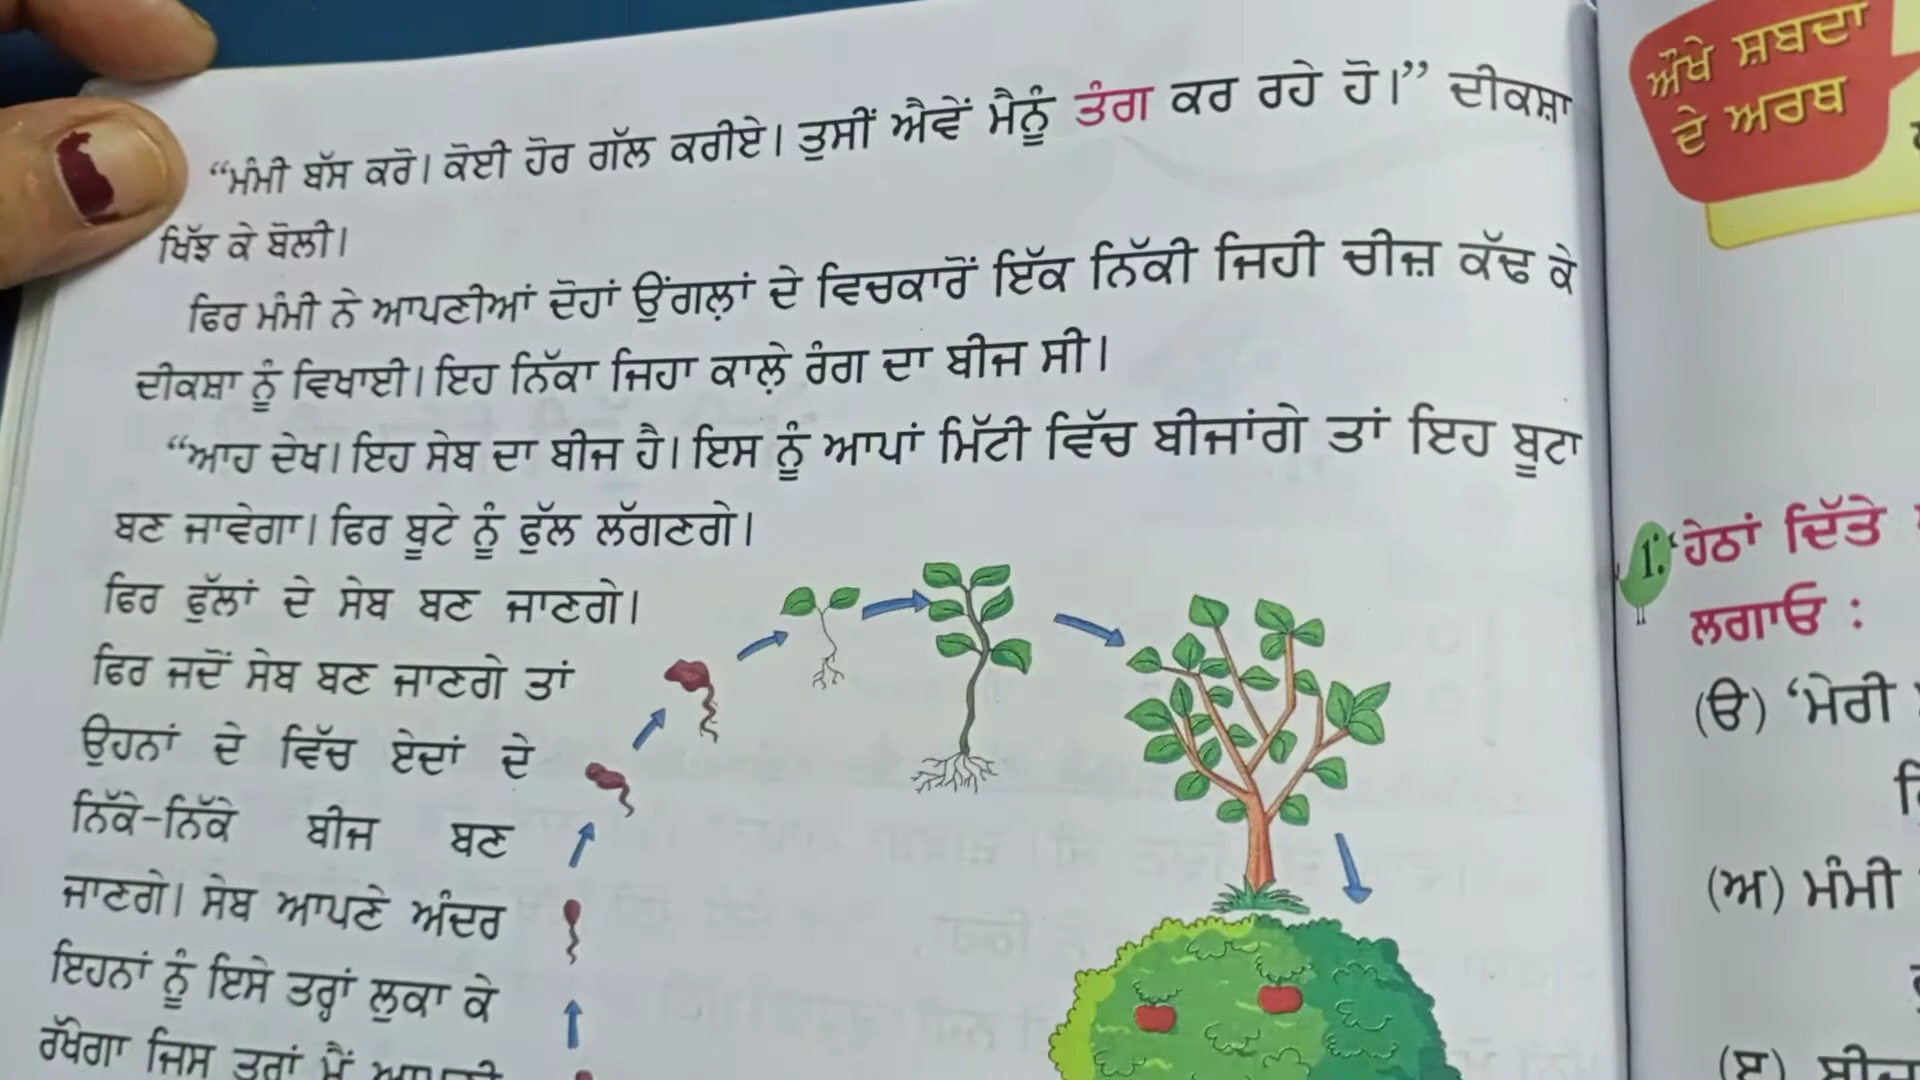 “ਮੰਮੀ ਬੱਸ ਕਰੋ। ਕੋਈ ਹੋਰ ਗੱਲ ਕਰੀਏ। ਤੁਸੀਂ ਐਵੇਂ ਮੈਨੂੰ ਤੰਗ ਕਰ ਰਹੇ ਹੋ।” ਦੀਕਸ਼ਾ
ਖਿੱਝ ਕੇ ਬੋਲੀ।
ਫਿਰ ਮੰਮੀ ਨੇ ਆਪਣੀਆਂ ਦੋਹਾਂ ਉਂਗਲ਼ਾਂ ਦੇ ਵਿਚਕਾਰੋਂ ਇੱਕ ਨਿੱਕੀ ਜਿਹੀ ਚੀਜ਼ ਕੱਢ ਕੇ
ਦੀਕਸ਼ਾ ਨੂੰ ਵਿਖਾਈ। ਇਹ ਨਿੱਕਾ ਜਿਹਾ ਕਾਲ਼ੇ ਰੰਗ ਦਾ ਬੀਜ ਸੀ।
“ਆਹ ਦੇਖ। ਇਹ ਸੇਬ ਦਾ ਬੀਜ ਹੈ। ਇਸ ਨੂੰ ਆਪਾਂ ਮਿੱਟੀ ਵਿੱਚ ਬੀਜਾਂਗੇ ਤਾਂ ਇਹ ਬੂਟਾ
ਬਣ ਜਾਵੇਗਾ। ਫਿਰ ਬੂਟੇ ਨੂੰ ਫੁੱਲ ਲੱਗਣਗੇ।
ਫਿਰ ਫੁੱਲਾਂ ਦੇ ਸੇਬ ਬਣ ਜਾਣਗੇ।
ਫਿਰ ਜਦੋਂ ਸੇਬ ਬਣ ਜਾਣਗੇ ਤਾਂ
ਉਹਨਾਂ ਦੇ ਵਿੱਚ ਏਦਾਂ ਦੇ
ਨਿੱਕੇ-ਨਿੱਕੇ ਬੀਜ ਬਣ
ਜਾਣਗੇ। ਸੇਬ ਆਪਣੇ ਅੰਦਰ
ਇਹਨਾਂ ਨੂੰ ਇਸੇ ਤਰ੍ਹਾਂ ਲੁਕਾ ਕੇ
ਰੱਖੇਗਾ ਜਿਸ ਤਰ੍ਹਾਂ ਮੈਂ
ਔਖੇ ਸ਼ਬਦਾਂ
ਦੇ ਅਰਥ
1. ਹੇਠਾਂ ਦਿੱਤੇ
ਲਗਾਓ :
(ੳ) ‘ਮੇਰੀ
(ਅ) ਮੰਮੀ
(ੲ) ਬੀਜ